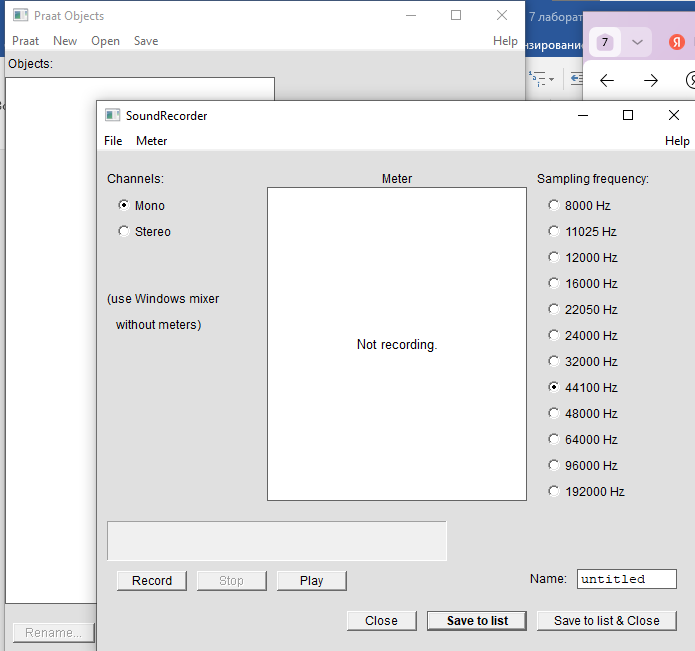 Praat Objects
7 лаборат
Praat New Open Save Help
нзирование
7
Я
Objects:
SoundRecorder
File Meter Help
Channels: Meter Sampling frequency:
Mono 8000 Hz
Stereo 11025 Hz
12000 Hz
16000 Hz
(use Windows mixer 22050 Hz
without meters) 24000 Hz
Not recording. 32000 Hz
44100 Hz
48000 Hz
64000 Hz
96000 Hz
192000 Hz
Record Stop Play Name: untitled
Close Save to list Save to list & Close
Rename...